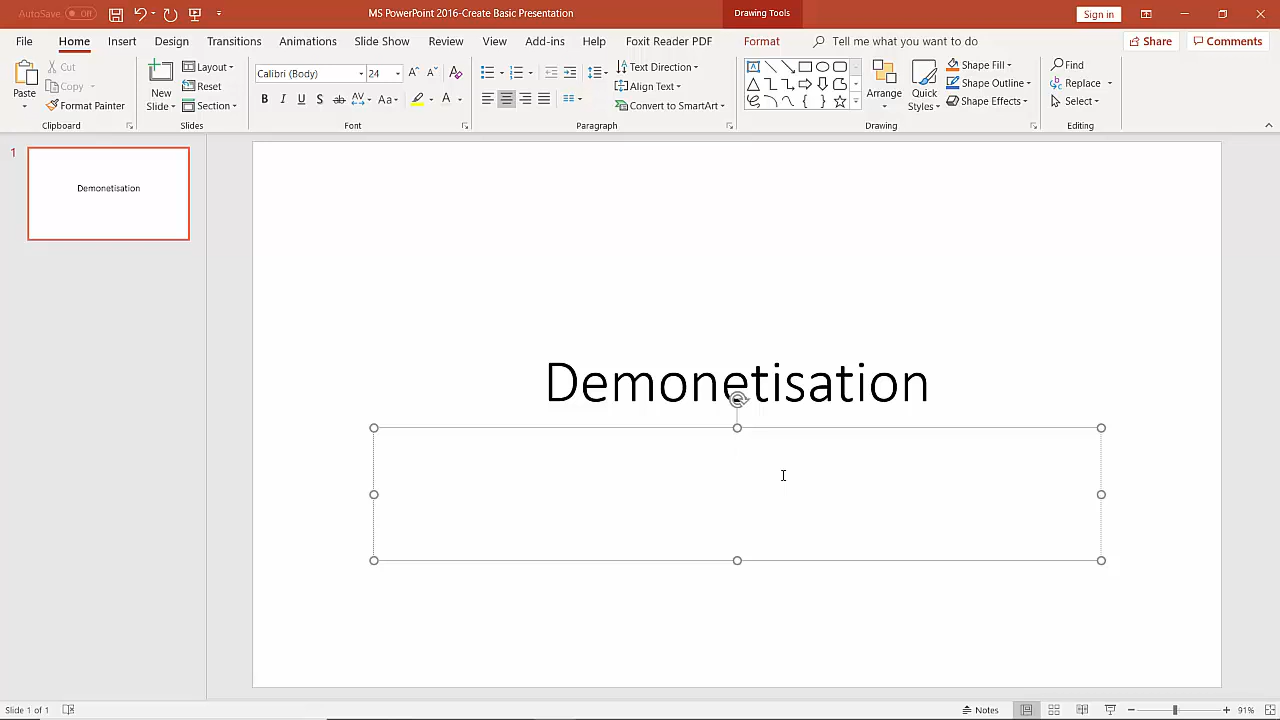 AutoSave Off
MS PowerPoint 2016-Create Basic Presentation
Drawing Tools
Sign in
File Home Insert Design Transitions Animations Slide Show Review View Add-ins Help Foxit Reader PDF Format Tell me what you want to do Share Comments
Paste
Cut
Copy
Format Painter
Clipboard
New
Slide
Layout
Reset
Section
Slides
Calibri (Body) 24
B I U S ab AV Aa A
Font
Text Direction
Align Text
Convert to SmartArt
Paragraph
Arrange
Quick
Styles
Shape Fill
Shape Outline
Shape Effects
Drawing
Find
Replace
Select
Editing
1
Demonetisation
Demonetisation
Slide 1 of 1
Notes
91%